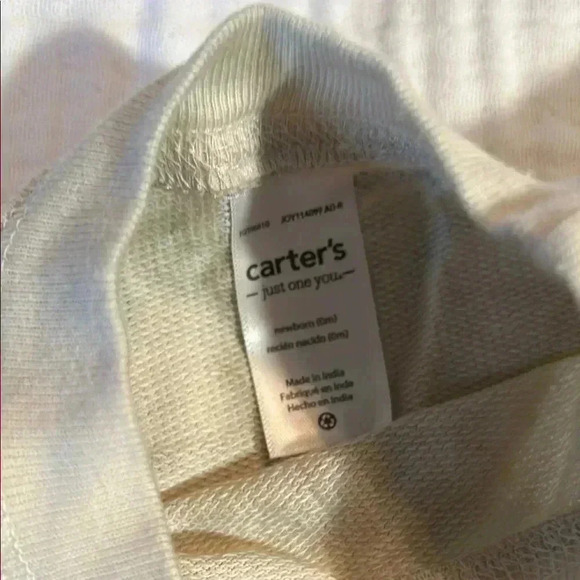 carter's
just one you®
newborn (0m)
recién nacido (0m)
Made in India
Fabriqué en Inde
Hecho en India